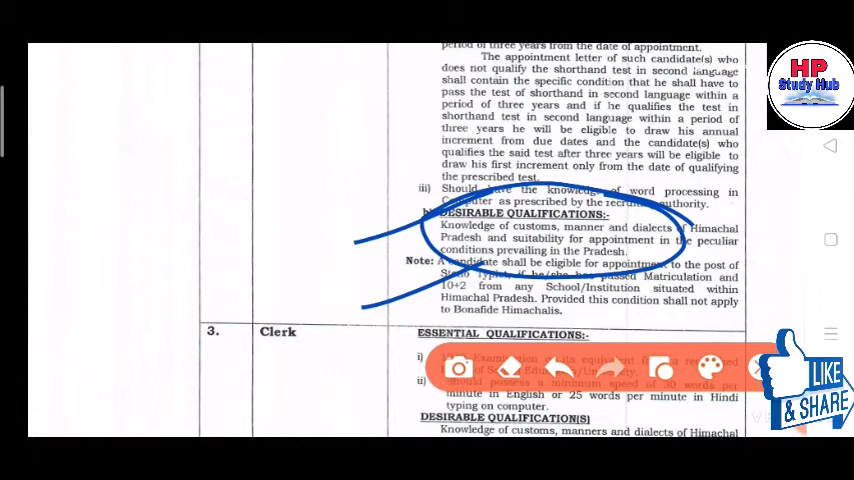 period of three years from the date of appointment.
The appointment letter of such candidate(s) who
does not qualify the shorthand test in second language
shall contain the specific condition that he shall have to
pass the test of shorthand in second language within a
period of three years and if he qualifies the test in
shorthand test in second language within a period of
three years he will be eligible to draw his annual
increment from due dates and the candidate(s) who
qualifies the said test after three years will be eligible to
draw his first increment only from the date of qualifying
the prescribed test.
iii) Should have the knowledge of word processing in
Computer as prescribed by the recruiting authority.
b) DESIRABLE QUALIFICATIONS:-
Knowledge of customs, manner and dialects of Himachal
Pradesh and suitability for appointment in the peculiar
conditions prevailing in the Pradesh.
Note: A candidate shall be eligible for appointment to the post of
Steno Typist, if he/she has passed Matriculation and
10+2 from any School/Institution situated within
Himachal Pradesh. Provided this condition shall not apply
to Bonafide Himachalis.
3. Clerk ESSENTIAL QUALIFICATIONS:-
i) Examination or its equivalent
ii) Should possess a minimum speed of 30 words per
minute in English or 25 words per minute in Hindi
typing on computer.
DESIRABLE QUALIFICATION(S)
Knowledge of customs, manners and dialects of Himachal
HP
Study Hub
LIKE
& SHARE